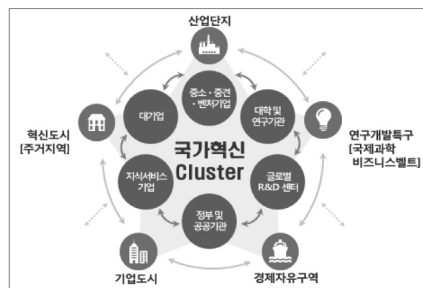 산업단지
중소·중견
·벤처기업
대기업
대학 및
연구기관
혁신도시
[주거지역]
연구개발특구
[국제과학
비즈니스벨트]
국가혁신
Cluster
지식서비스
기업
글로벌
R&D 센터
정부 및
공공기관
기업도시
경제자유구역